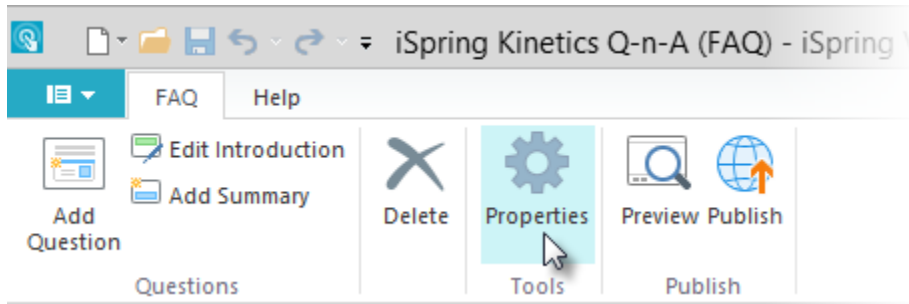 iSpring Kinetics Q-n-A (FAQ) - iSpring
FAQ Help
Edit Introduction
Add Summary
Add
Question
Delete
Properties
Preview Publish
Questions
Tools
Publish